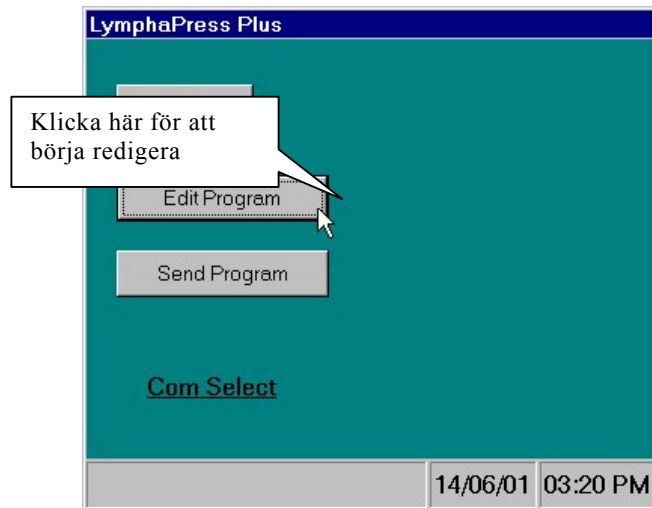 LymphaPress Plus
Klicka här för att
börja redigera
Edit Program
Send Program
Com Select
14/06/01 03:20 PM